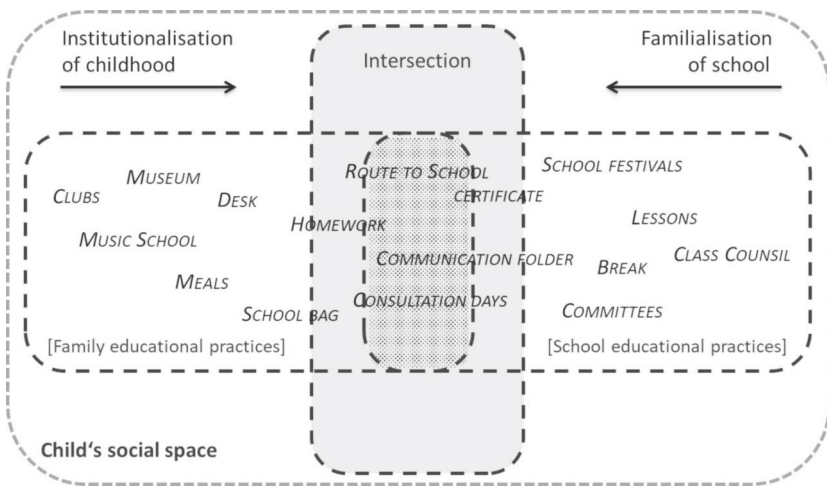 Institutionalisation
of childhood
Intersection
Familialisation
of school
ROUTE TO SCHOOL
SCHOOL FESTIVALS
MUSEUM
CERTIFICATE
CLUBS
DESK
LESSONS
HOMEWORK
MUSIC SCHOOL
CLASS COUNSIL
COMMUNICATION FOLDER
BREAK
MEALS
CONSULTATION DAYS
SCHOOL BAG
COMMITTEES
[Family educational practices]
[School educational practices]
Child‘s social space